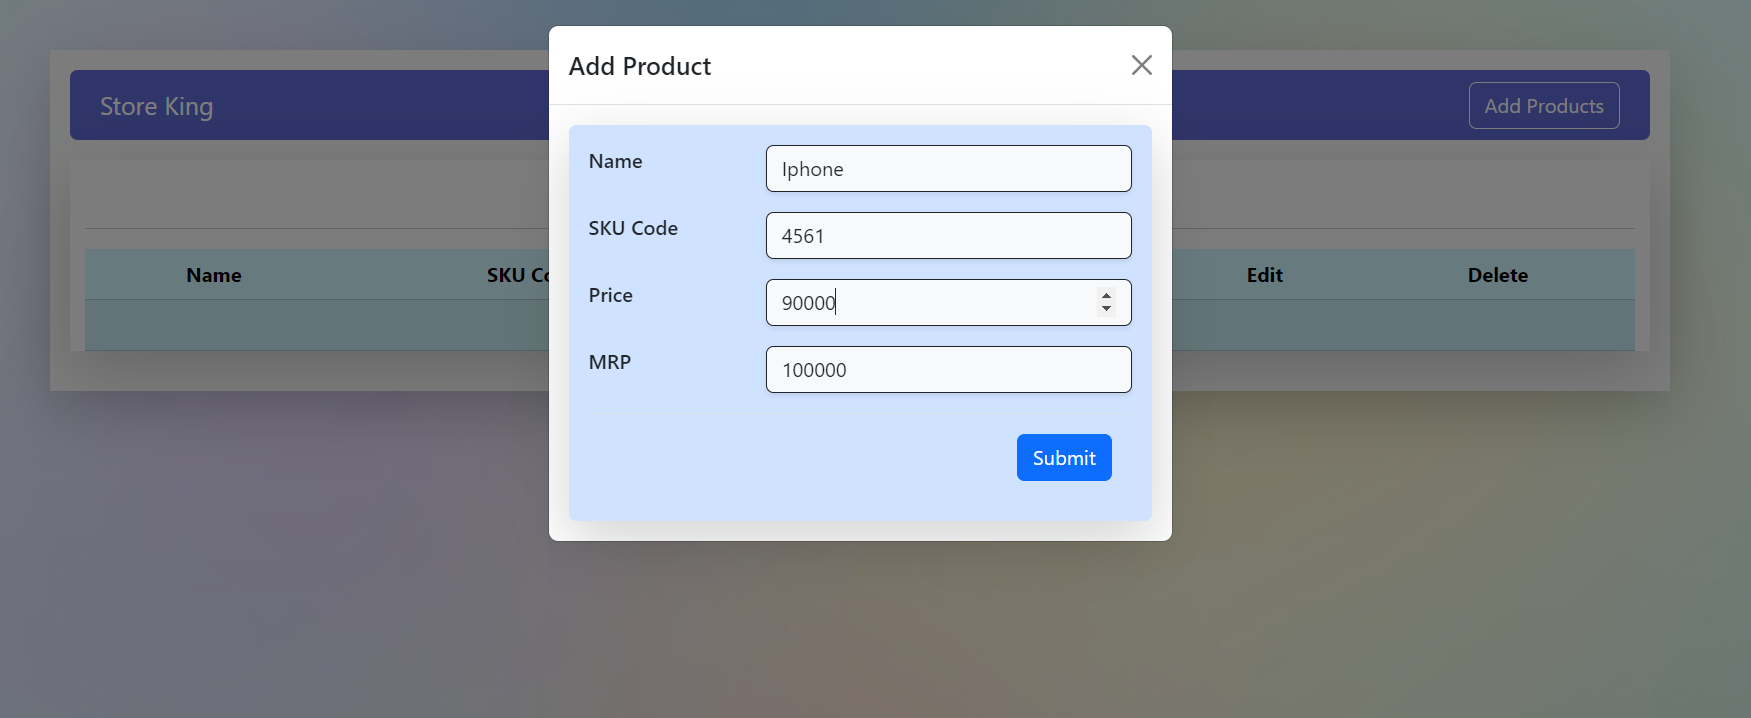 Add Product
Store King
Add Products
Name
Iphone
SKU Code
4561
Price
90000
MRP
100000
Submit
Name SKU Co Edit Delete